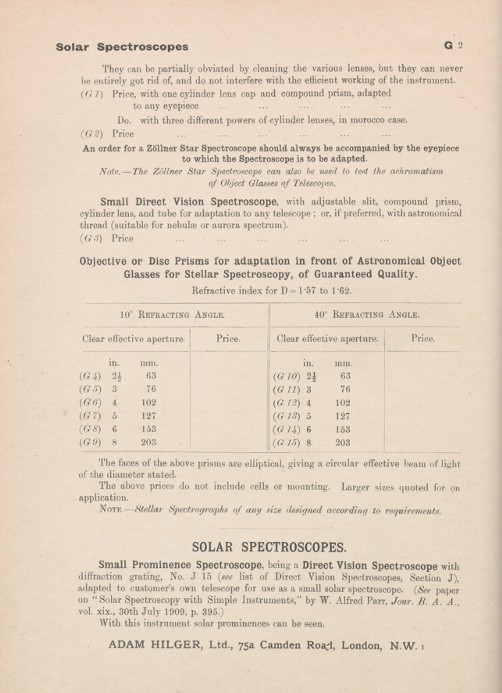 Solar Spectroscopes G 2
They can be partially obviated by cleaning the various lenses, but they can never
be entirely got rid of, and do not interfere with the efficient working of the instrument.
(G 1) Price, with one cylinder lens cap and compound prism, adapted
to any eyepiece ... ... ... ... ...
Do. with three different powers of cylinder lenses, in morocco case.
(G 2) Price ... ... ... ... ... ...
An order for a Zöllner Star Spectroscope should always be accompanied by the eyepiece
to which the Spectroscope is to be adapted.
Note.—The Zöllner Star Spectroscope can also be used to test the achromatism
of Object Glasses of Telescopes.
Small Direct Vision Spectroscope, with adjustable slit, compound prism,
cylinder lens, and tube for adaptation to any telescope ; or, if preferred, with astronomical
thread (suitable for nebulæ or aurora spectrum).
(G 3) Price ... ... ... ... ... ...
Objective or Disc Prisms for adaptation in front of Astronomical Object
Glasses for Stellar Spectroscopy, of Guaranteed Quality.
Refractive index for D = 1·57 to 1·62.
10° Refracting Angle. 40° Refracting Angle.
Clear effective aperture. Price. Clear effective aperture. Price.
in. mm. in. mm.
(G 4) 2½ 63 (G 10) 2½ 63
(G 5) 3 76 (G 11) 3 76
(G 6) 4 102 (G 12) 4 102
(G 7) 5 127 (G 13) 5 127
(G 8) 6 153 (G 14) 6 153
(G 9) 8 203 (G 15) 8 203
The faces of the above prisms are elliptical, giving a circular effective beam of light
of the diameter stated.
The above prices do not include cells or mounting. Larger sizes quoted for on
application.
Note.—Stellar Spectrographs of any size designed according to requirements.
SOLAR SPECTROSCOPES.
Small Prominence Spectroscope, being a Direct Vision Spectroscope with
diffraction grating, No. J 15 (see list of Direct Vision Spectroscopes, Section J),
adapted to customer's own telescope for use as a small solar spectroscope. (See paper
on "Solar Spectroscopy with Simple Instruments," by W. Alfred Parr, Jour. B. A. A.,
vol. xix., 30th July 1909, p. 395.)
With this instrument solar prominences can be seen.
ADAM HILGER, Ltd., 75a Camden Road, London, N.W. 1